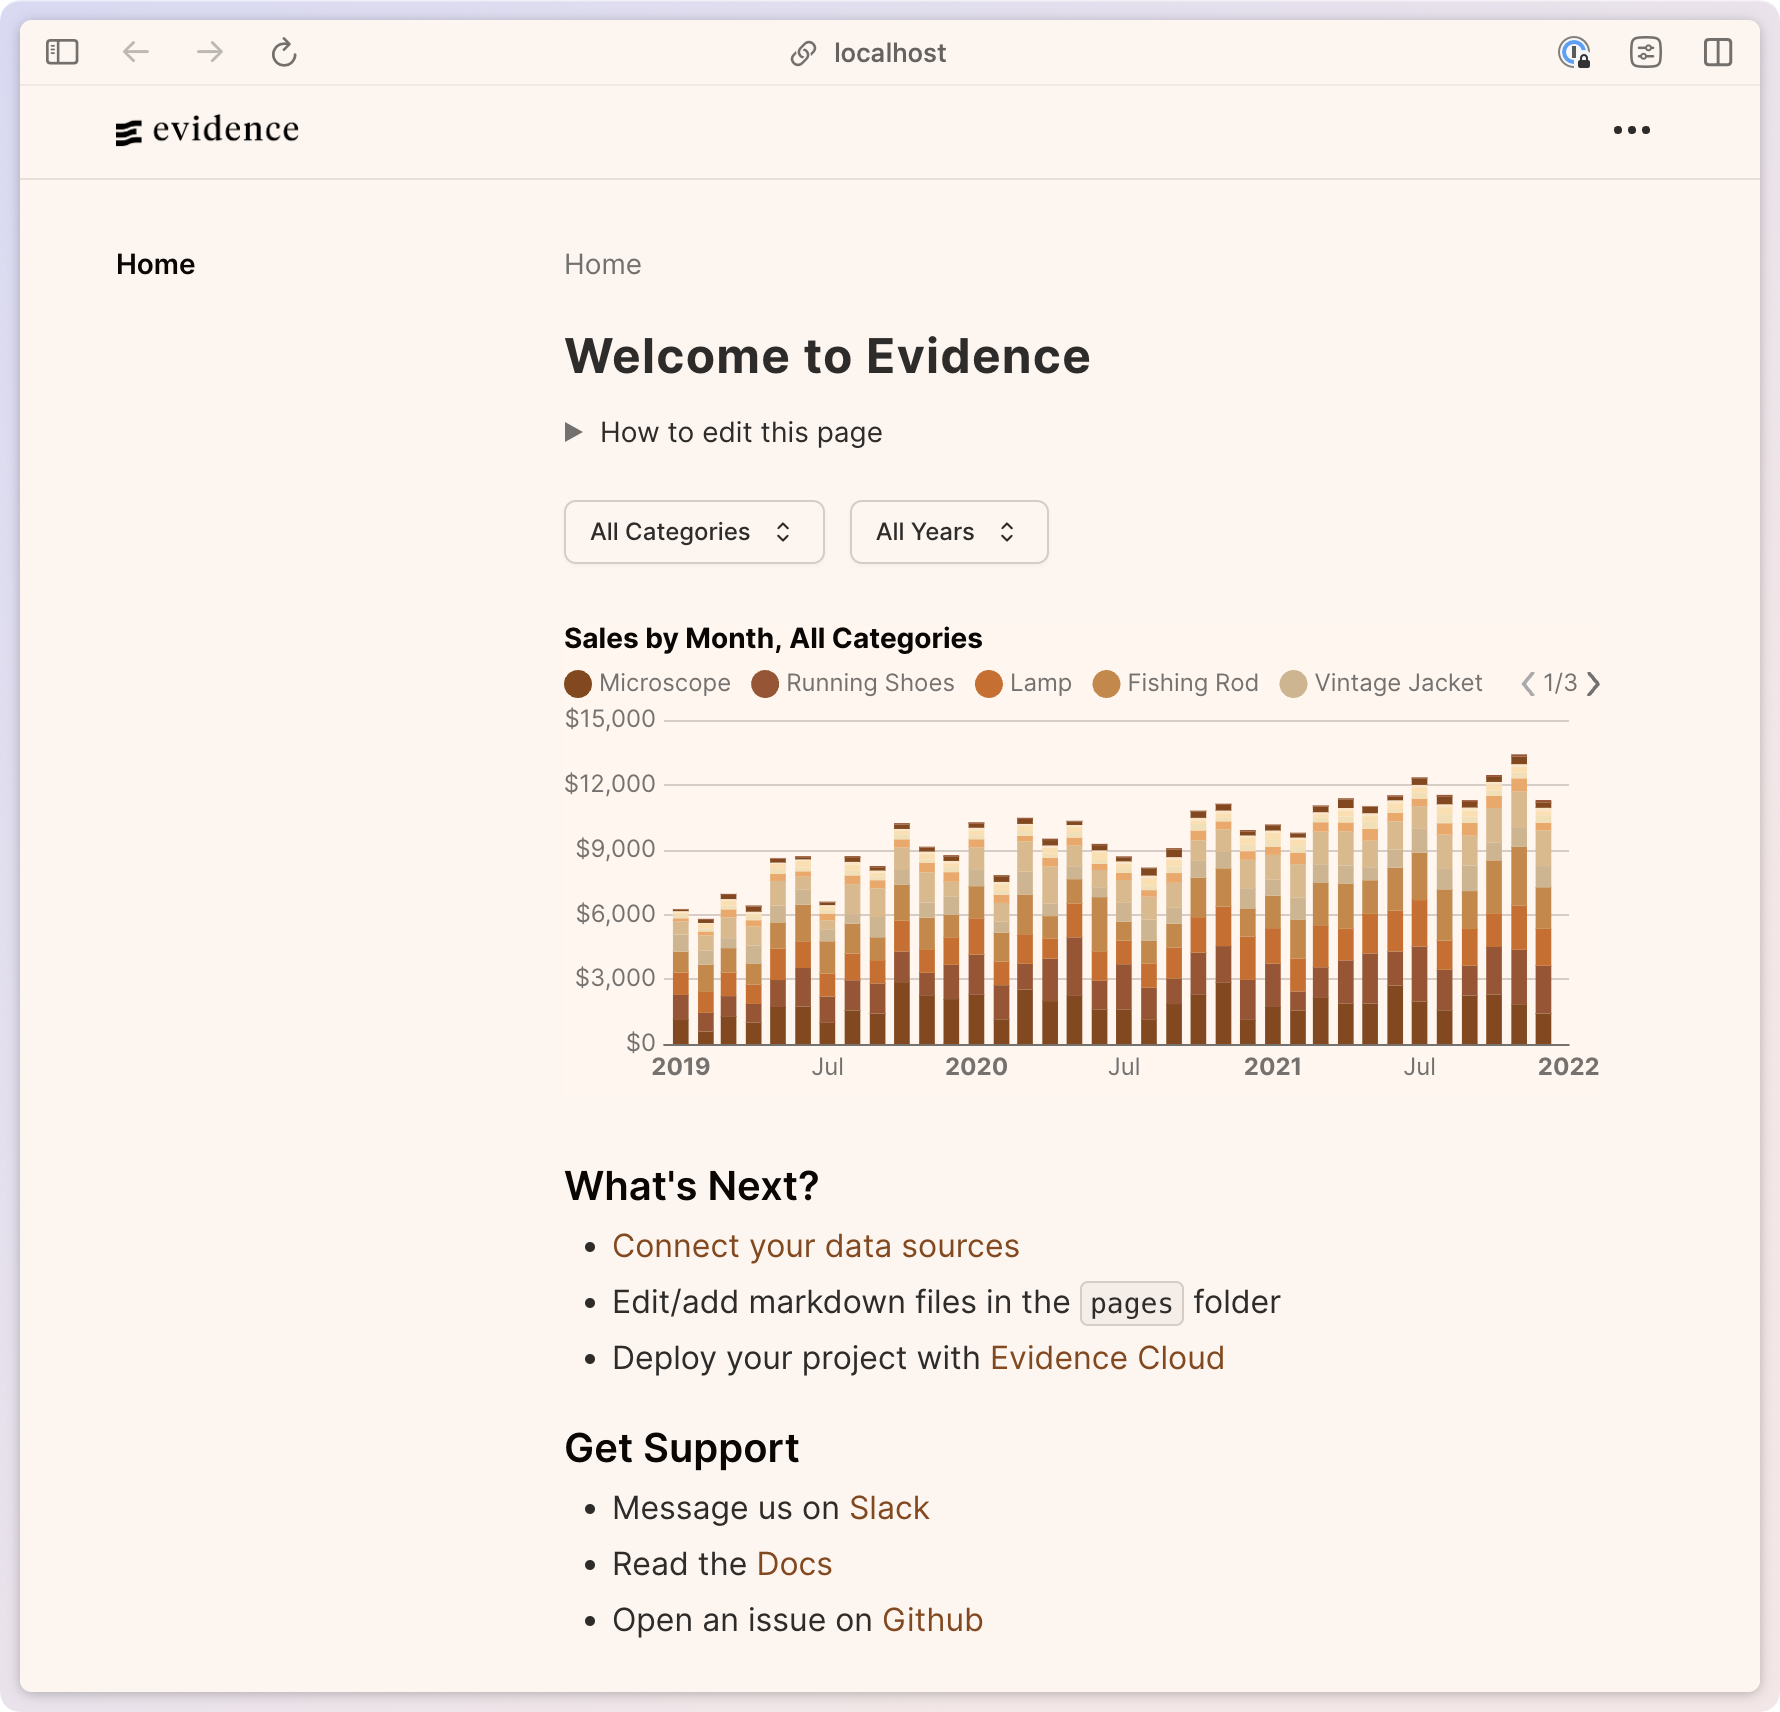 localhost
evidence
Home
Home
Welcome to Evidence
How to edit this page
All Categories
All Years
Sales by Month, All Categories
Microscope Running Shoes Lamp Fishing Rod Vintage Jacket 1/3
$15,000
$12,000
$9,000
$6,000
$3,000
$0
2019 Jul 2020 Jul 2021 Jul 2022
What's Next?
Connect your data sources
Edit/add markdown files in the pages folder
Deploy your project with Evidence Cloud
Get Support
Message us on Slack
Read the Docs
Open an issue on Github